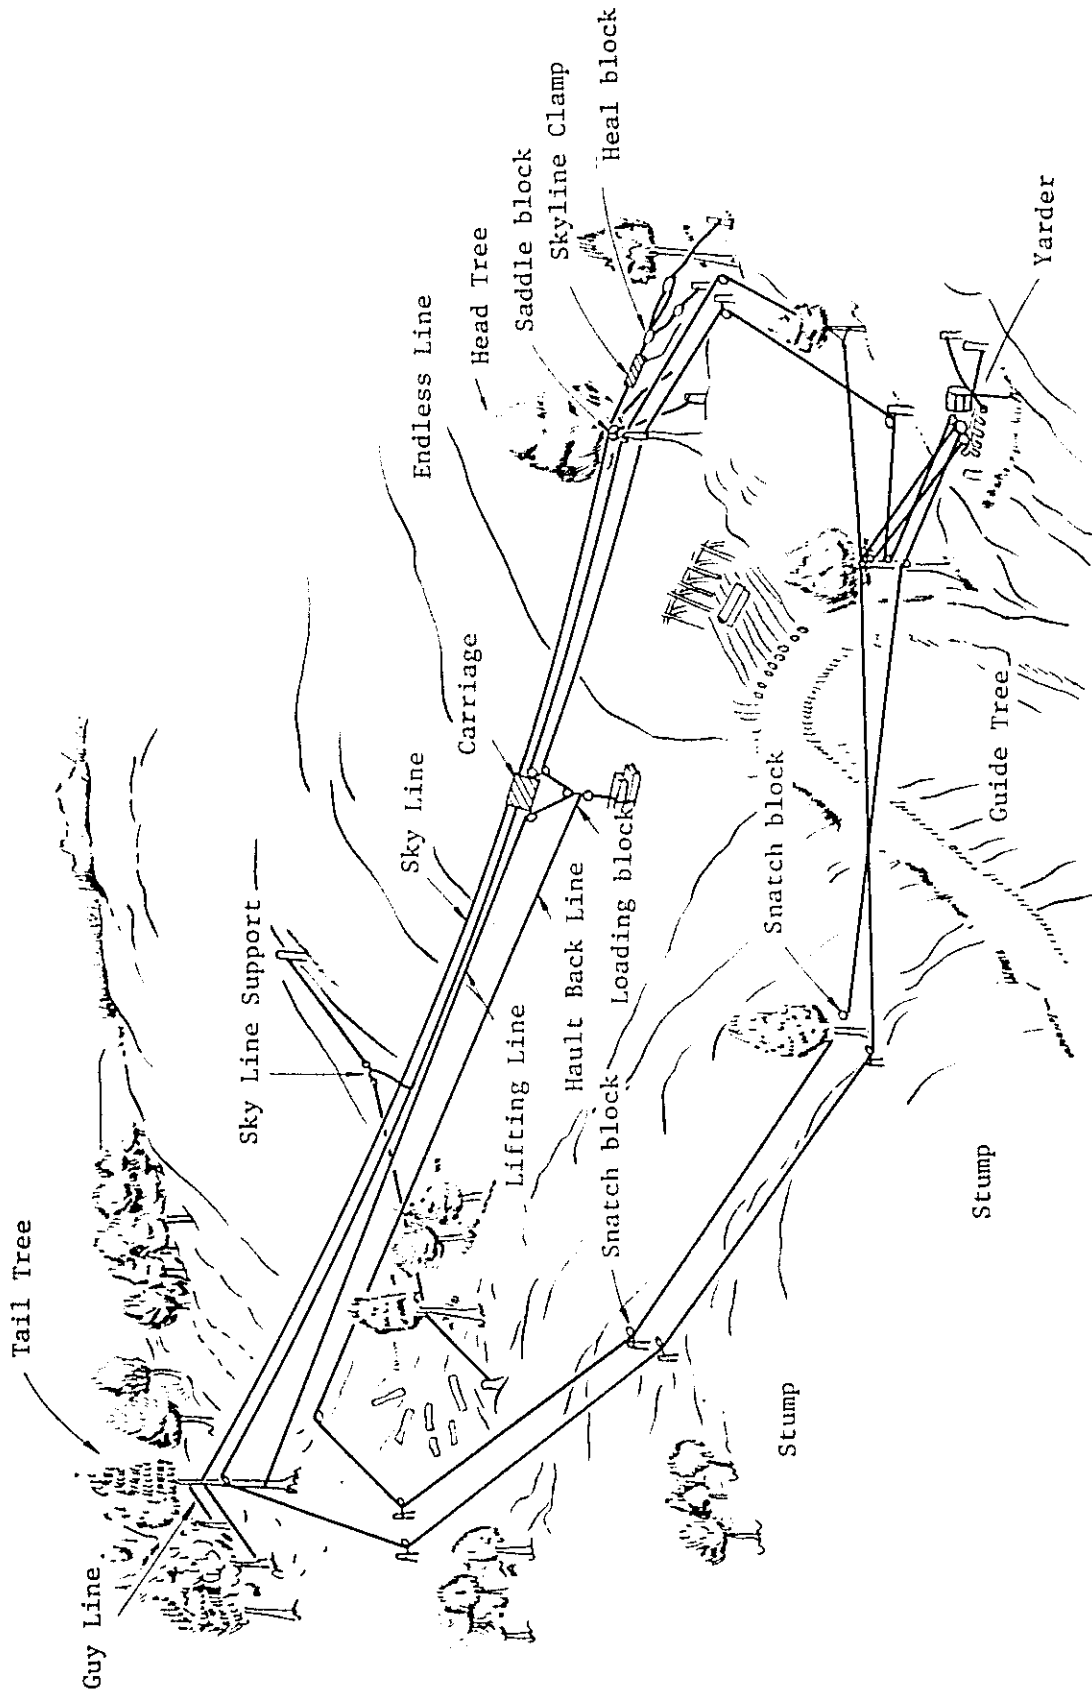 Guy Line
Tail Tree
Sky Line Support
Sky Line
Carriage
Endless Line
Head Tree
Saddle block
Skyline Clamp
Heal block
Lifting Line
Hault Back Line
Loading block
Snatch block
Snatch block
Guide Tree
Yarder
Stump
Stump